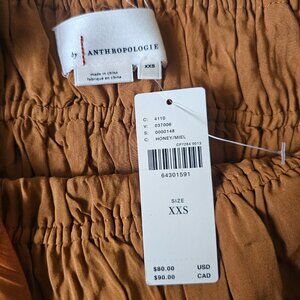 by ANTHROPOLOGIE
made in china
fabriqué en chine
XXS
C: 4110
V: 037006
S: 0000148
C: HONEY/MIEL
64301591
SIZE
XXS
$80.00 USD
$90.00 CAD